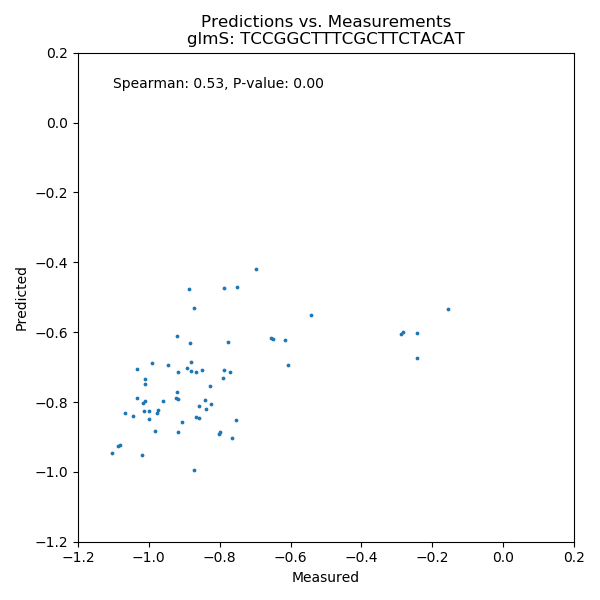 Predictions vs. Measurements
glmS: TCCGGCTTTCGCTTCTACAT
Spearman: 0.53, P-value: 0.00
0.2
0.0
−0.2
−0.4
−0.6
−0.8
−1.0
−1.2
Predicted
−1.2 −1.0 −0.8 −0.6 −0.4 −0.2 0.0 0.2
Measured